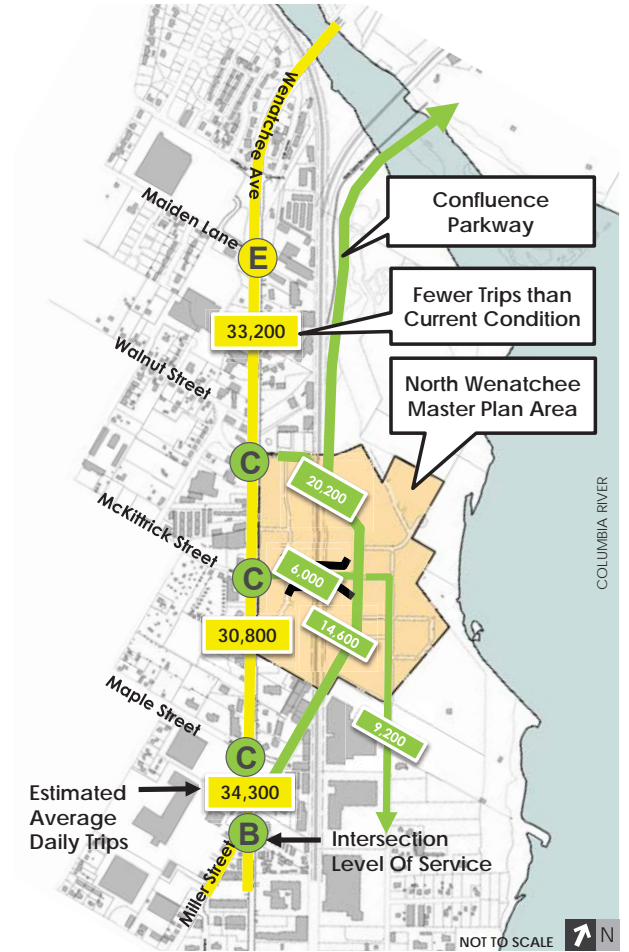 Wenatchee Ave
Confluence
Parkway
Maiden Lane
E
Fewer Trips than
Current Condition
33,200
Walnut Street
North Wenatchee
Master Plan Area
C
20,200
COLUMBIA RIVER
McKittrick Street
C
6,000
14,600
30,800
Maple Street
9,200
C
Estimated
Average
Daily Trips
34,300
B
Intersection
Level Of Service
Miller Street
NOT TO SCALE
N